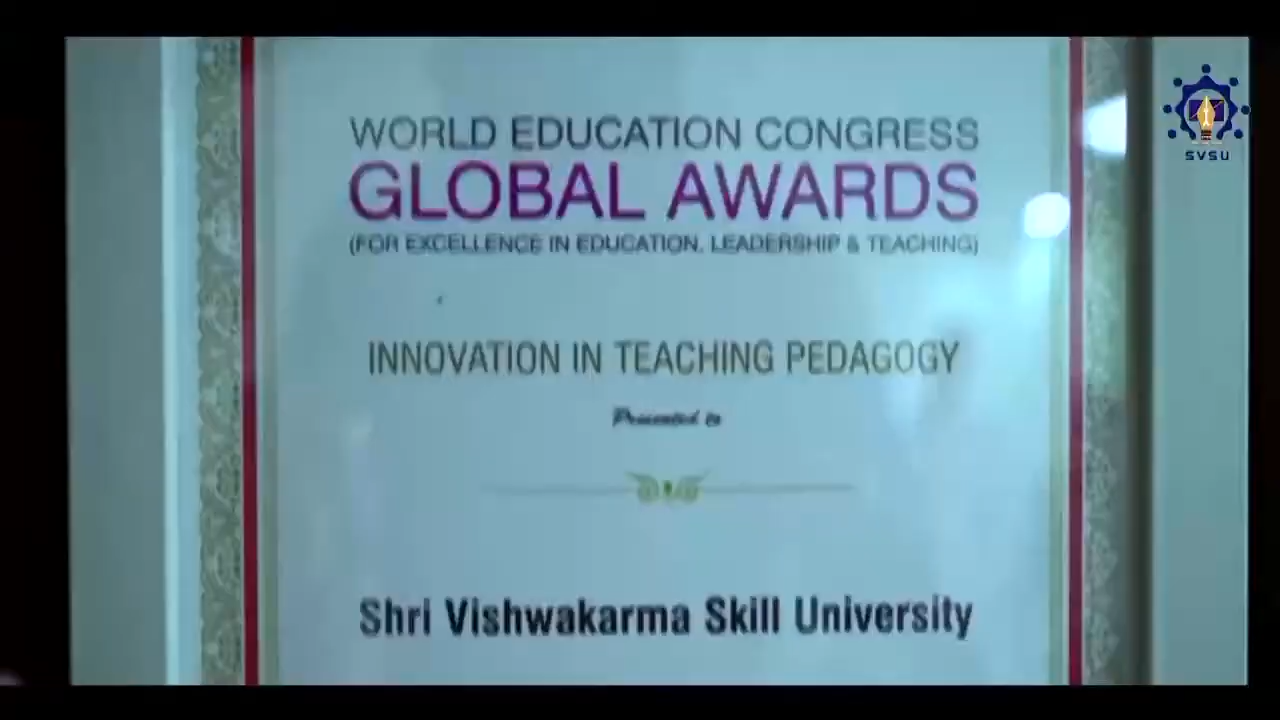 WORLD EDUCATION CONGRESS
GLOBAL AWARDS
(FOR EXCELLENCE IN EDUCATION, LEADERSHIP & TEACHING)
INNOVATION IN TEACHING PEDAGOGY
Presented to
Shri Vishwakarma Skill University
SVSU